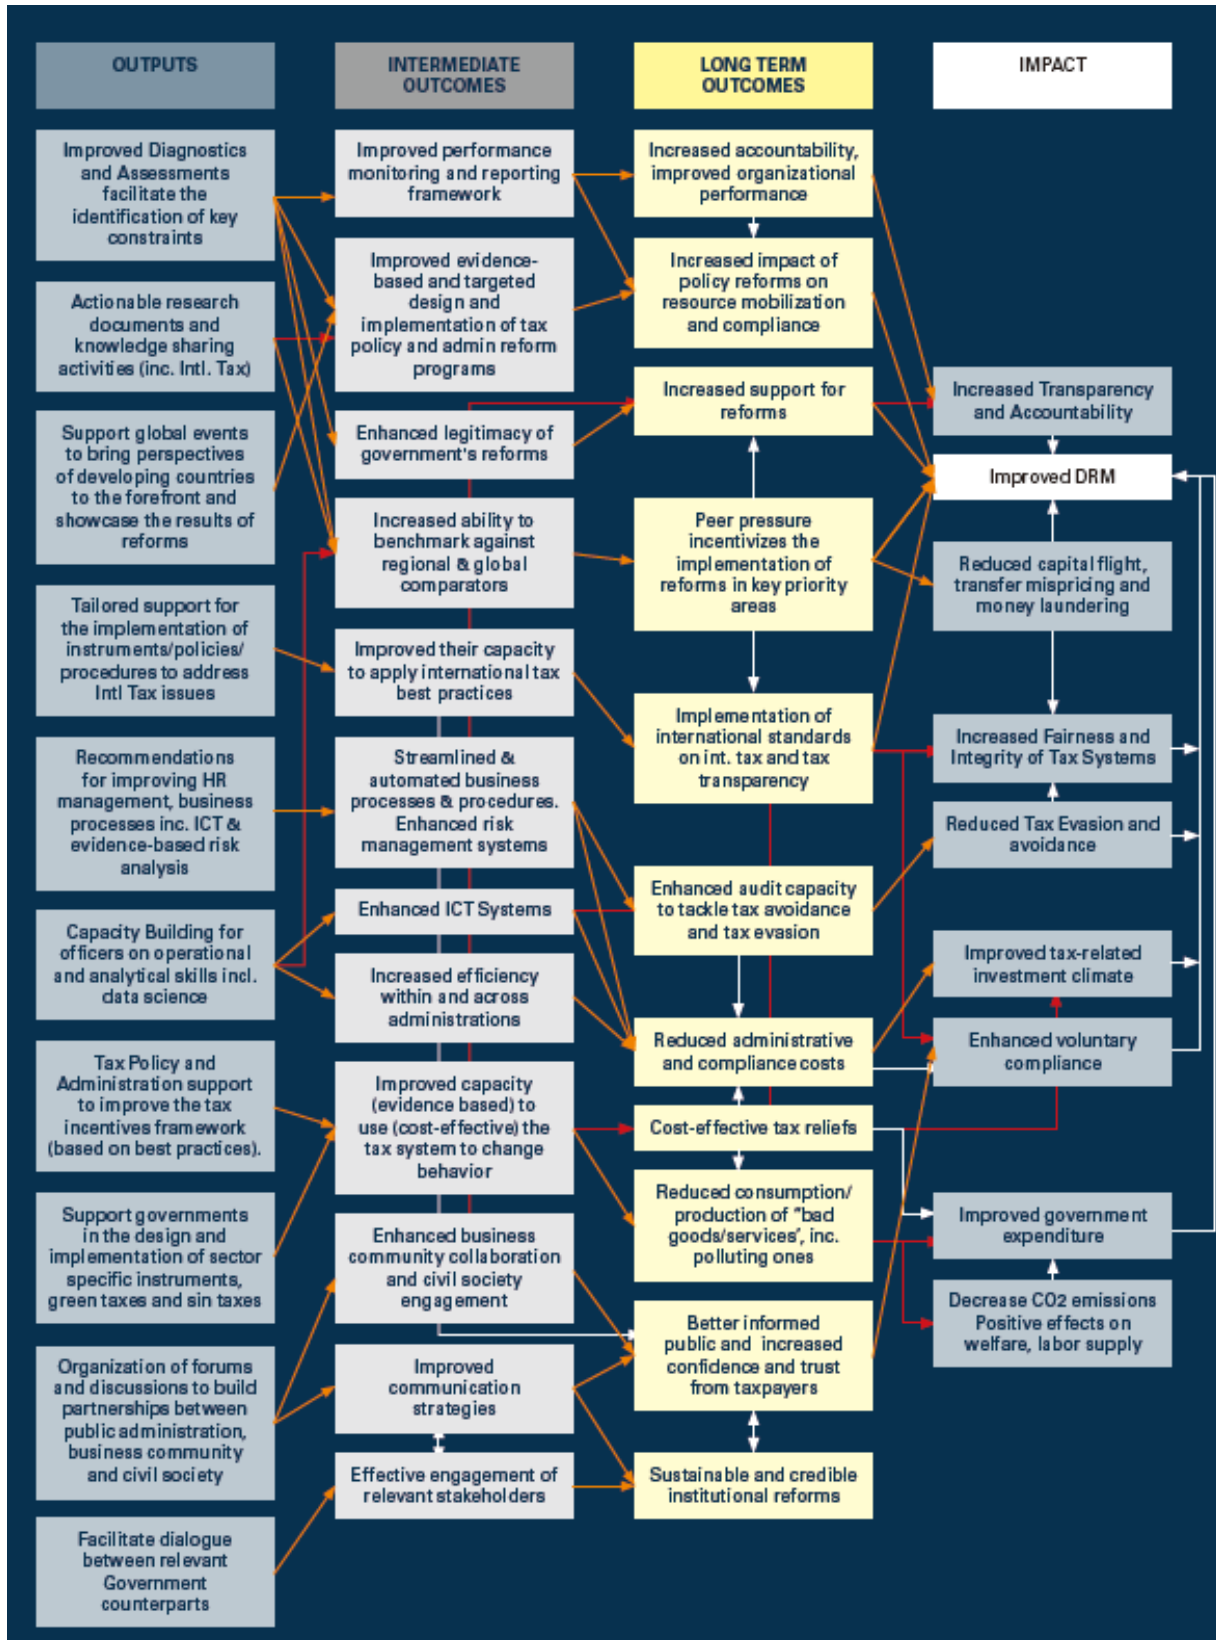 OUTPUTS
Improved Diagnostics
and Assessments
facilitate the
identification of key
constraints
Actionable research
documents and
knowledge sharing
activities (inc. Intl. Tax)
Support global events
to bring perspectives
of developing countries
to the forefront and
showcase the results of
reforms
Tailored support for
the implementation of
instruments/policies/
procedures to address
Intl Tax issues
Recommendations
for improving HR
management, business
processes inc. ICT &
evidence-based risk
analysis
Capacity Building for
officers on operational
and analytical skills incl.
data science
Tax Policy and
Administration support
to improve the tax
incentives framework
(based on best practices).
Support governments
in the design and
implementation of sector
specific instruments,
green taxes and sin taxes
Organization of forums
and discussions to build
partnerships between
public administration,
business community
and civil society
Facilitate dialogue
between relevant
Government
counterparts
INTERMEDIATE
OUTCOMES
Improved performance
monitoring and reporting
framework
Improved evidence-
based and targeted
design and
implementation of tax
policy and admin reform
programs
Enhanced legitimacy of
government's reforms
Increased ability to
benchmark against
regional & global
comparators
Improved their capacity
to apply international tax
best practices
Streamlined &
automated business
processes & procedures.
Enhanced risk
management systems
Enhanced ICT Systems
Increased efficiency
within and across
administrations
Improved capacity
(evidence based) to
use (cost-effective) the
tax system to change
behavior
Enhanced business
community collaboration
and civil society
engagement
Improved
communication
strategies
Effective engagement of
relevant stakeholders
LONG TERM
OUTCOMES
Increased accountability,
improved organizational
performance
Increased impact of
policy reforms on
resource mobilization
and compliance
Increased support for
reforms
Peer pressure
incentivizes the
implementation of
reforms in key priority
areas
Implementation of
international standards
on int. tax and tax
transparency
Enhanced audit capacity
to tackle tax avoidance
and tax evasion
Reduced administrative
and compliance costs
Cost-effective tax reliefs
Reduced consumption/
production of "bad
goods/services', inc.
polluting ones
Better informed
public and increased
confidence and trust
from taxpayers
Sustainable and credible
institutional reforms
IMPACT
Increased Transparency
and Accountability
Improved DRM
Reduced capital flight,
transfer mispricing and
money laundering
Increased Fairness and
Integrity of Tax Systems
Reduced Tax Evasion and
avoidance
Improved tax-related
investment climate
Enhanced voluntary
compliance
Improved government
expenditure
Decrease CO2 emissions
Positive effects on
welfare, labor supply